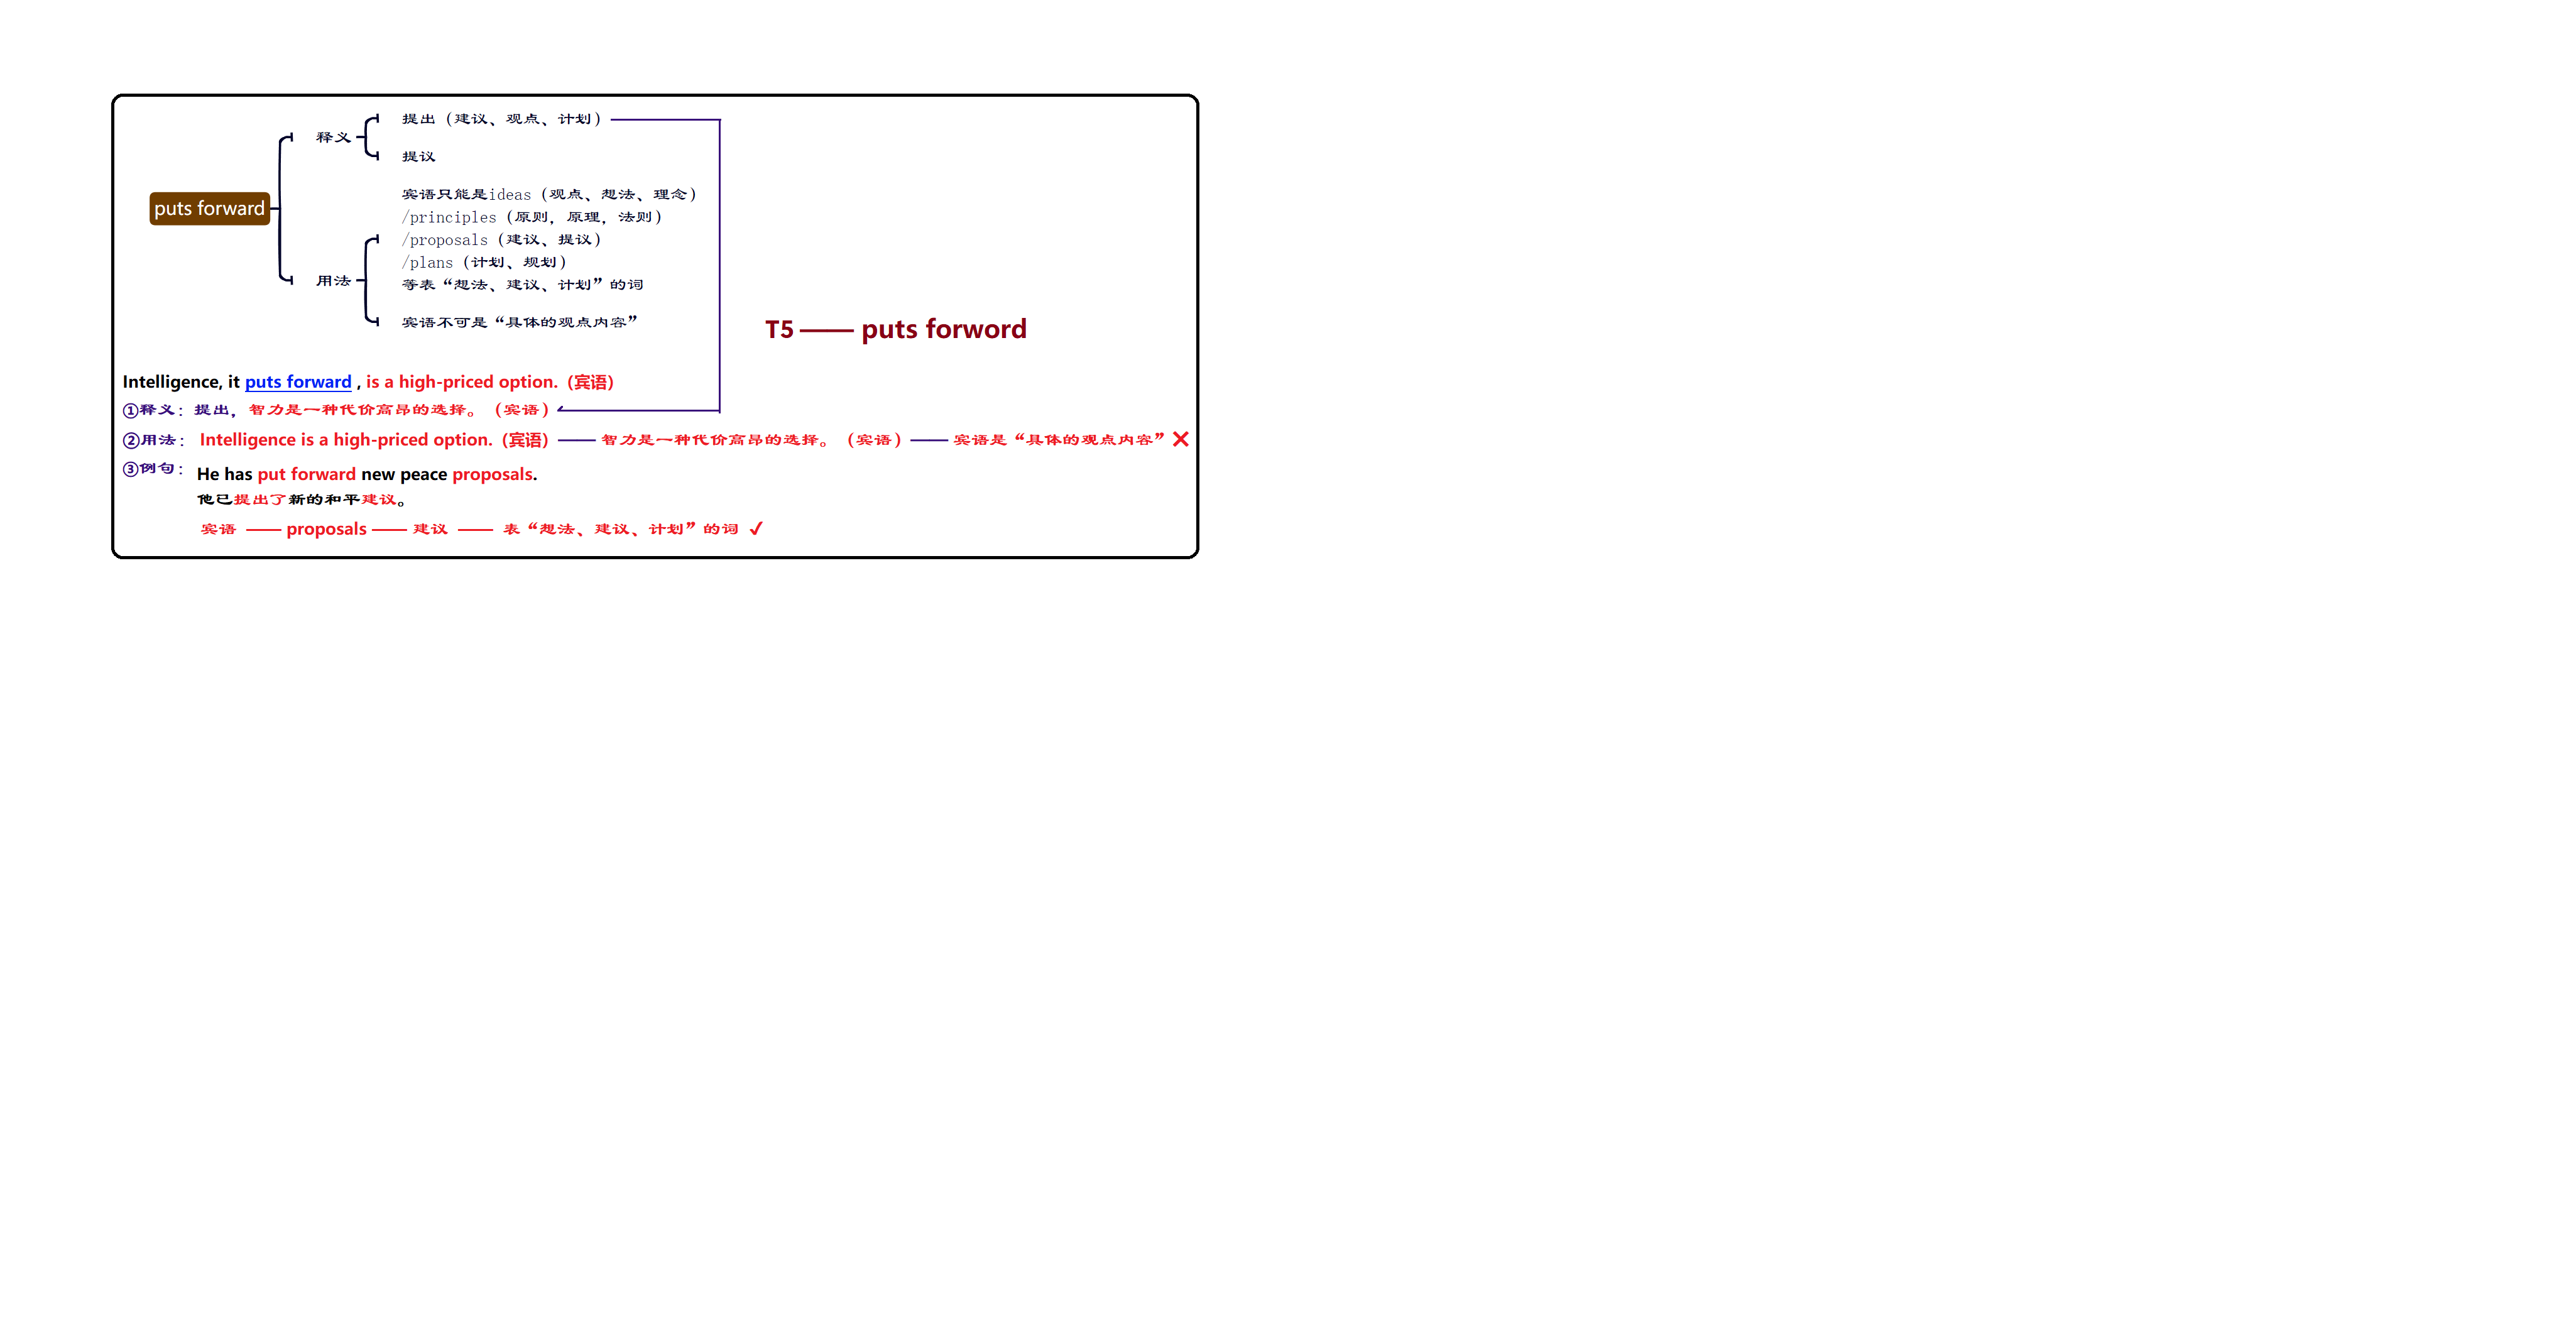 puts forward
释义
提出（建议、观点、计划）
提议
用法
宾语只能是ideas（观点、想法、理念）
/principles（原则，原理，法则）
/proposals（建议、提议）
/plans（计划、规划）
等表“想法、建议、计划”的词
宾语不可是“具体的观点内容”
T5 —— puts forword
Intelligence, it puts forward , is a high-priced option.（宾语）
①释义：提出，智力是一种代价高昂的选择。（宾语）
②用法： Intelligence is a high-priced option.（宾语）—— 智力是一种代价高昂的选择。（宾语）—— 宾语是“具体的观点内容” ❌
③例句： He has put forward new peace proposals.
他已提出了新的和平建议。
宾语 —— proposals —— 建议 —— 表“想法、建议、计划”的词 ✓